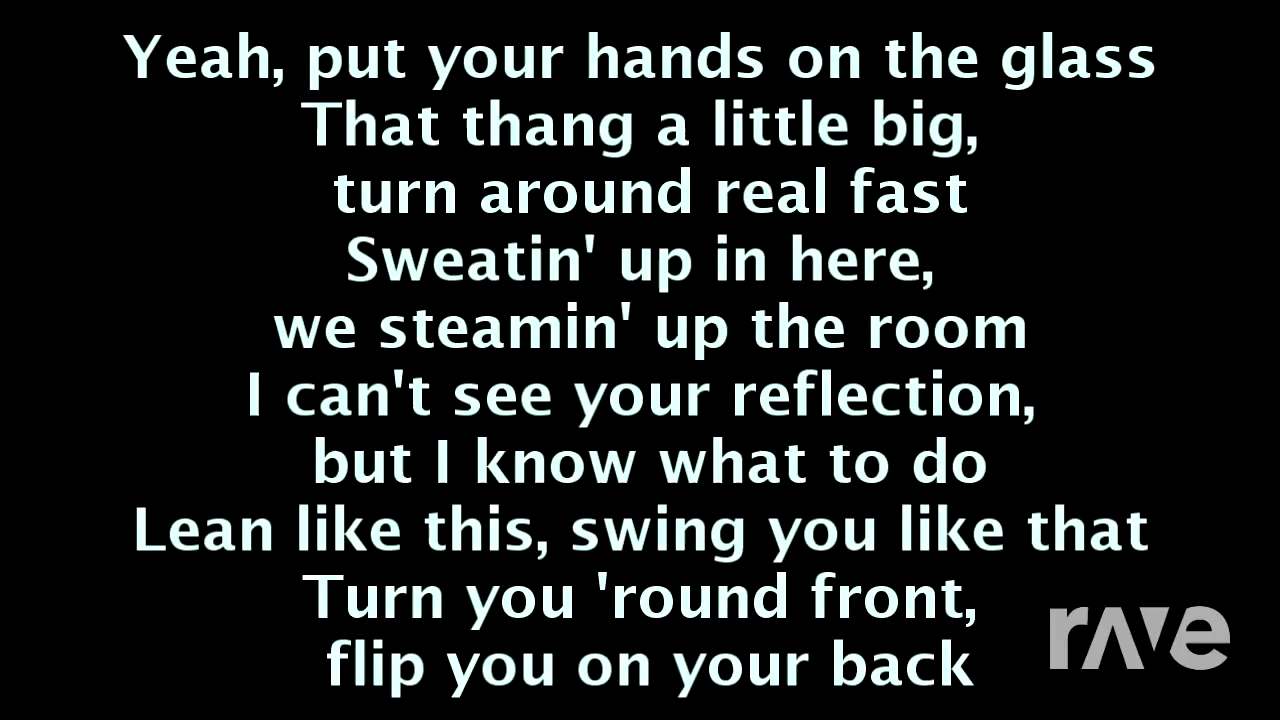 Yeah, put your hands on the glass
That thang a little big,
turn around real fast
Sweatin' up in here,
we steamin' up the room
I can't see your reflection,
but I know what to do
Lean like this, swing you like that
Turn you 'round front,
flip you on your back
rave